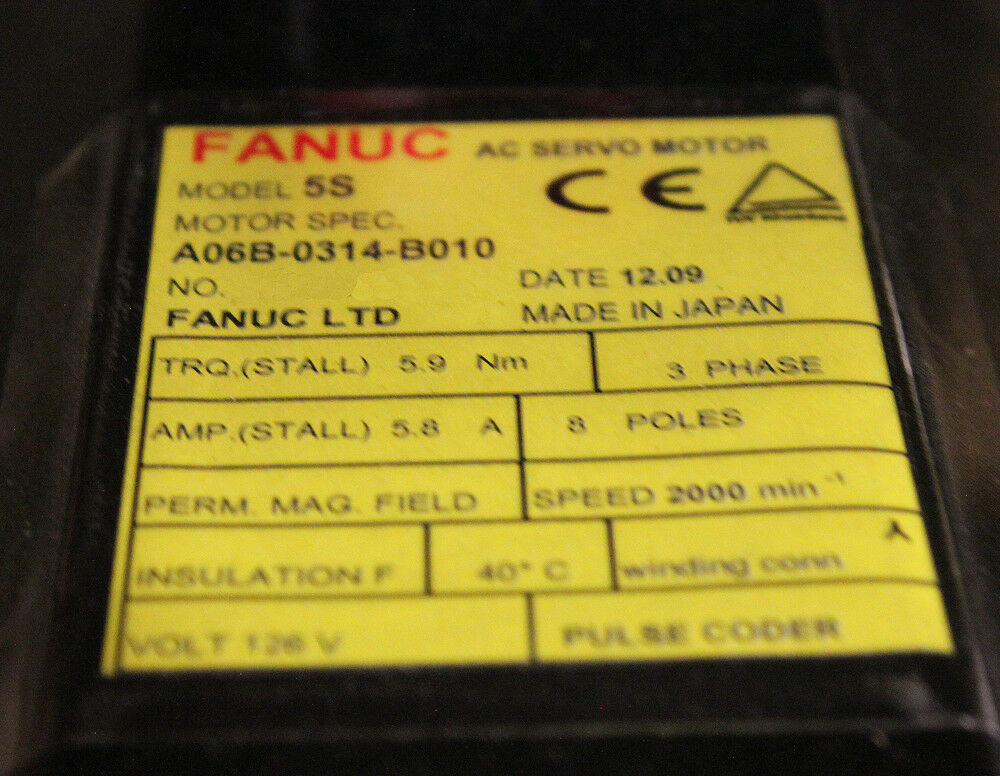 FANUC AC SERVO MOTOR
MODEL 5S
CE
MOTOR SPEC.
A06B-0314-B010
NO. DATE 12.09
FANUC LTD MADE IN JAPAN
TRQ.(STALL) 5.9 Nm 3 PHASE
AMP.(STALL) 5.8 A 8 POLES
PERM. MAG. FIELD SPEED 2000 min⁻¹
INSULATION F 40° C winding conn
VOLT 126 V PULSE CODER